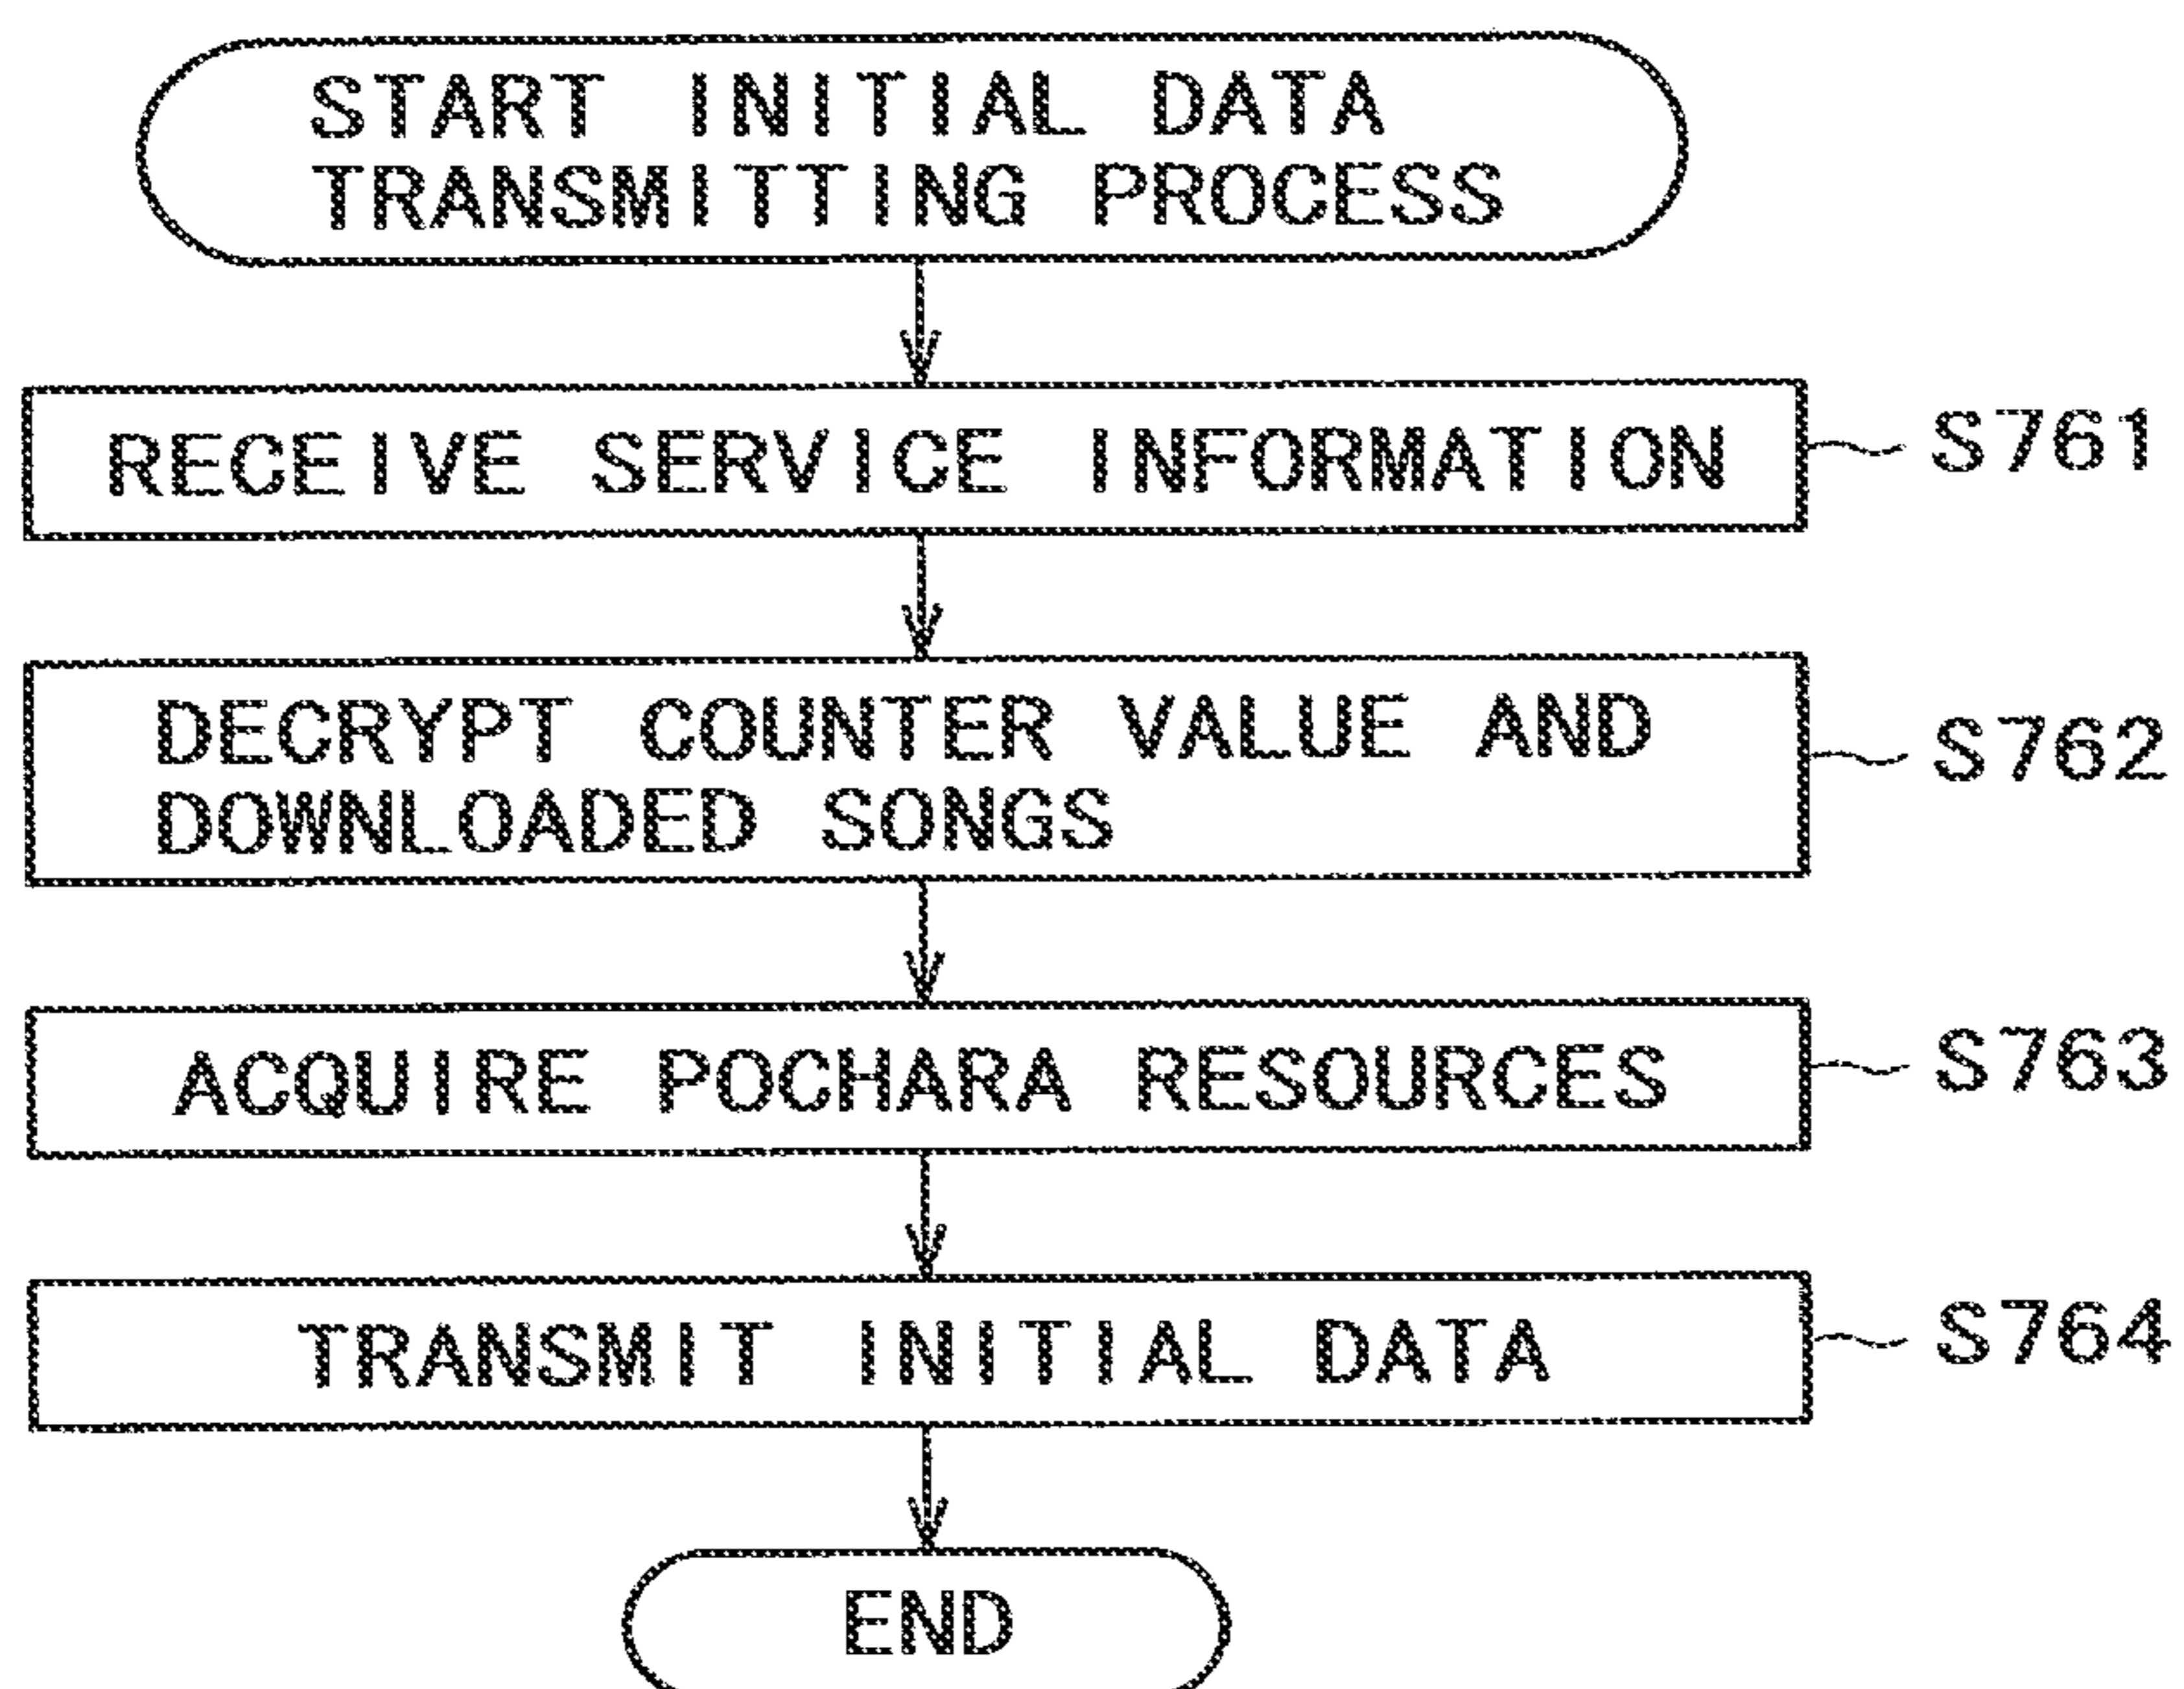 START INITIAL DATA
TRANSMITTING PROCESS
RECEIVE SERVICE INFORMATION
S761
DECRYPT COUNTER VALUE AND
DOWNLOADED SONGS
S762
ACQUIRE POCHARA RESOURCES
S763
TRANSMIT INITIAL DATA
S764
END